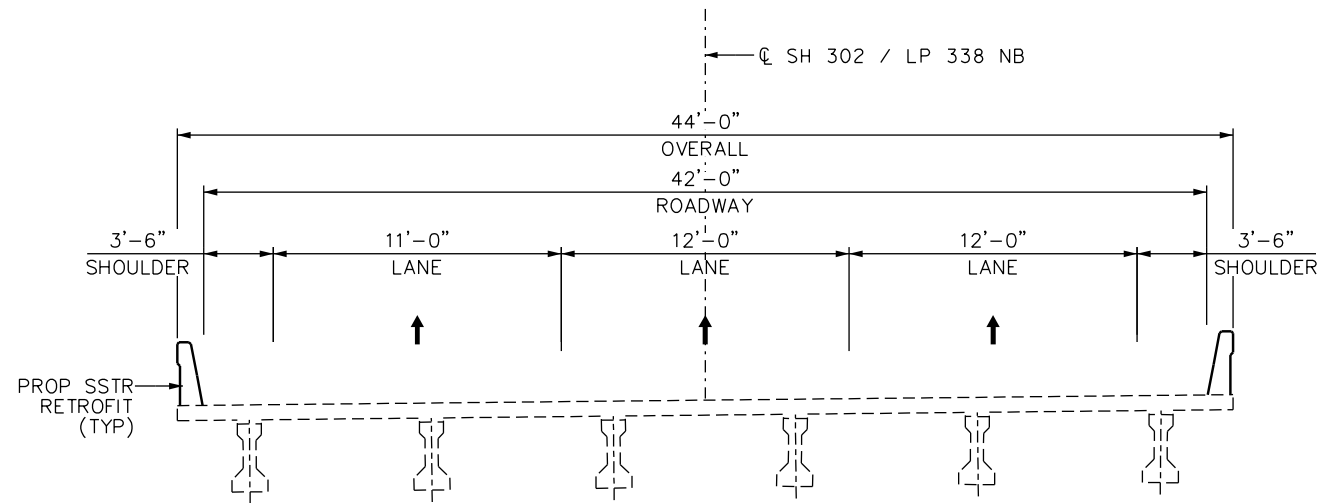 ℄ SH 302 / LP 338 NB
44'-0"
OVERALL
42'-0"
ROADWAY
3'-6" 11'-0" 12'-0" 12'-0" 3'-6"
SHOULDER LANE LANE LANE SHOULDER
PROP SSTR
RETROFIT
(TYP)